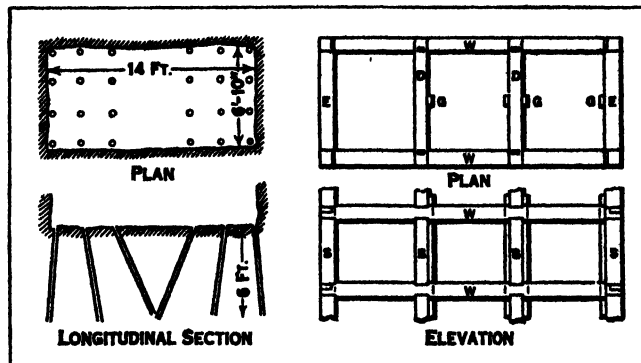 14 FT.
6'-10"
PLAN
6 FT.
LONGITUDINAL SECTION
W
D D
E G G G E
W
PLAN
W
S S S S
W
ELEVATION